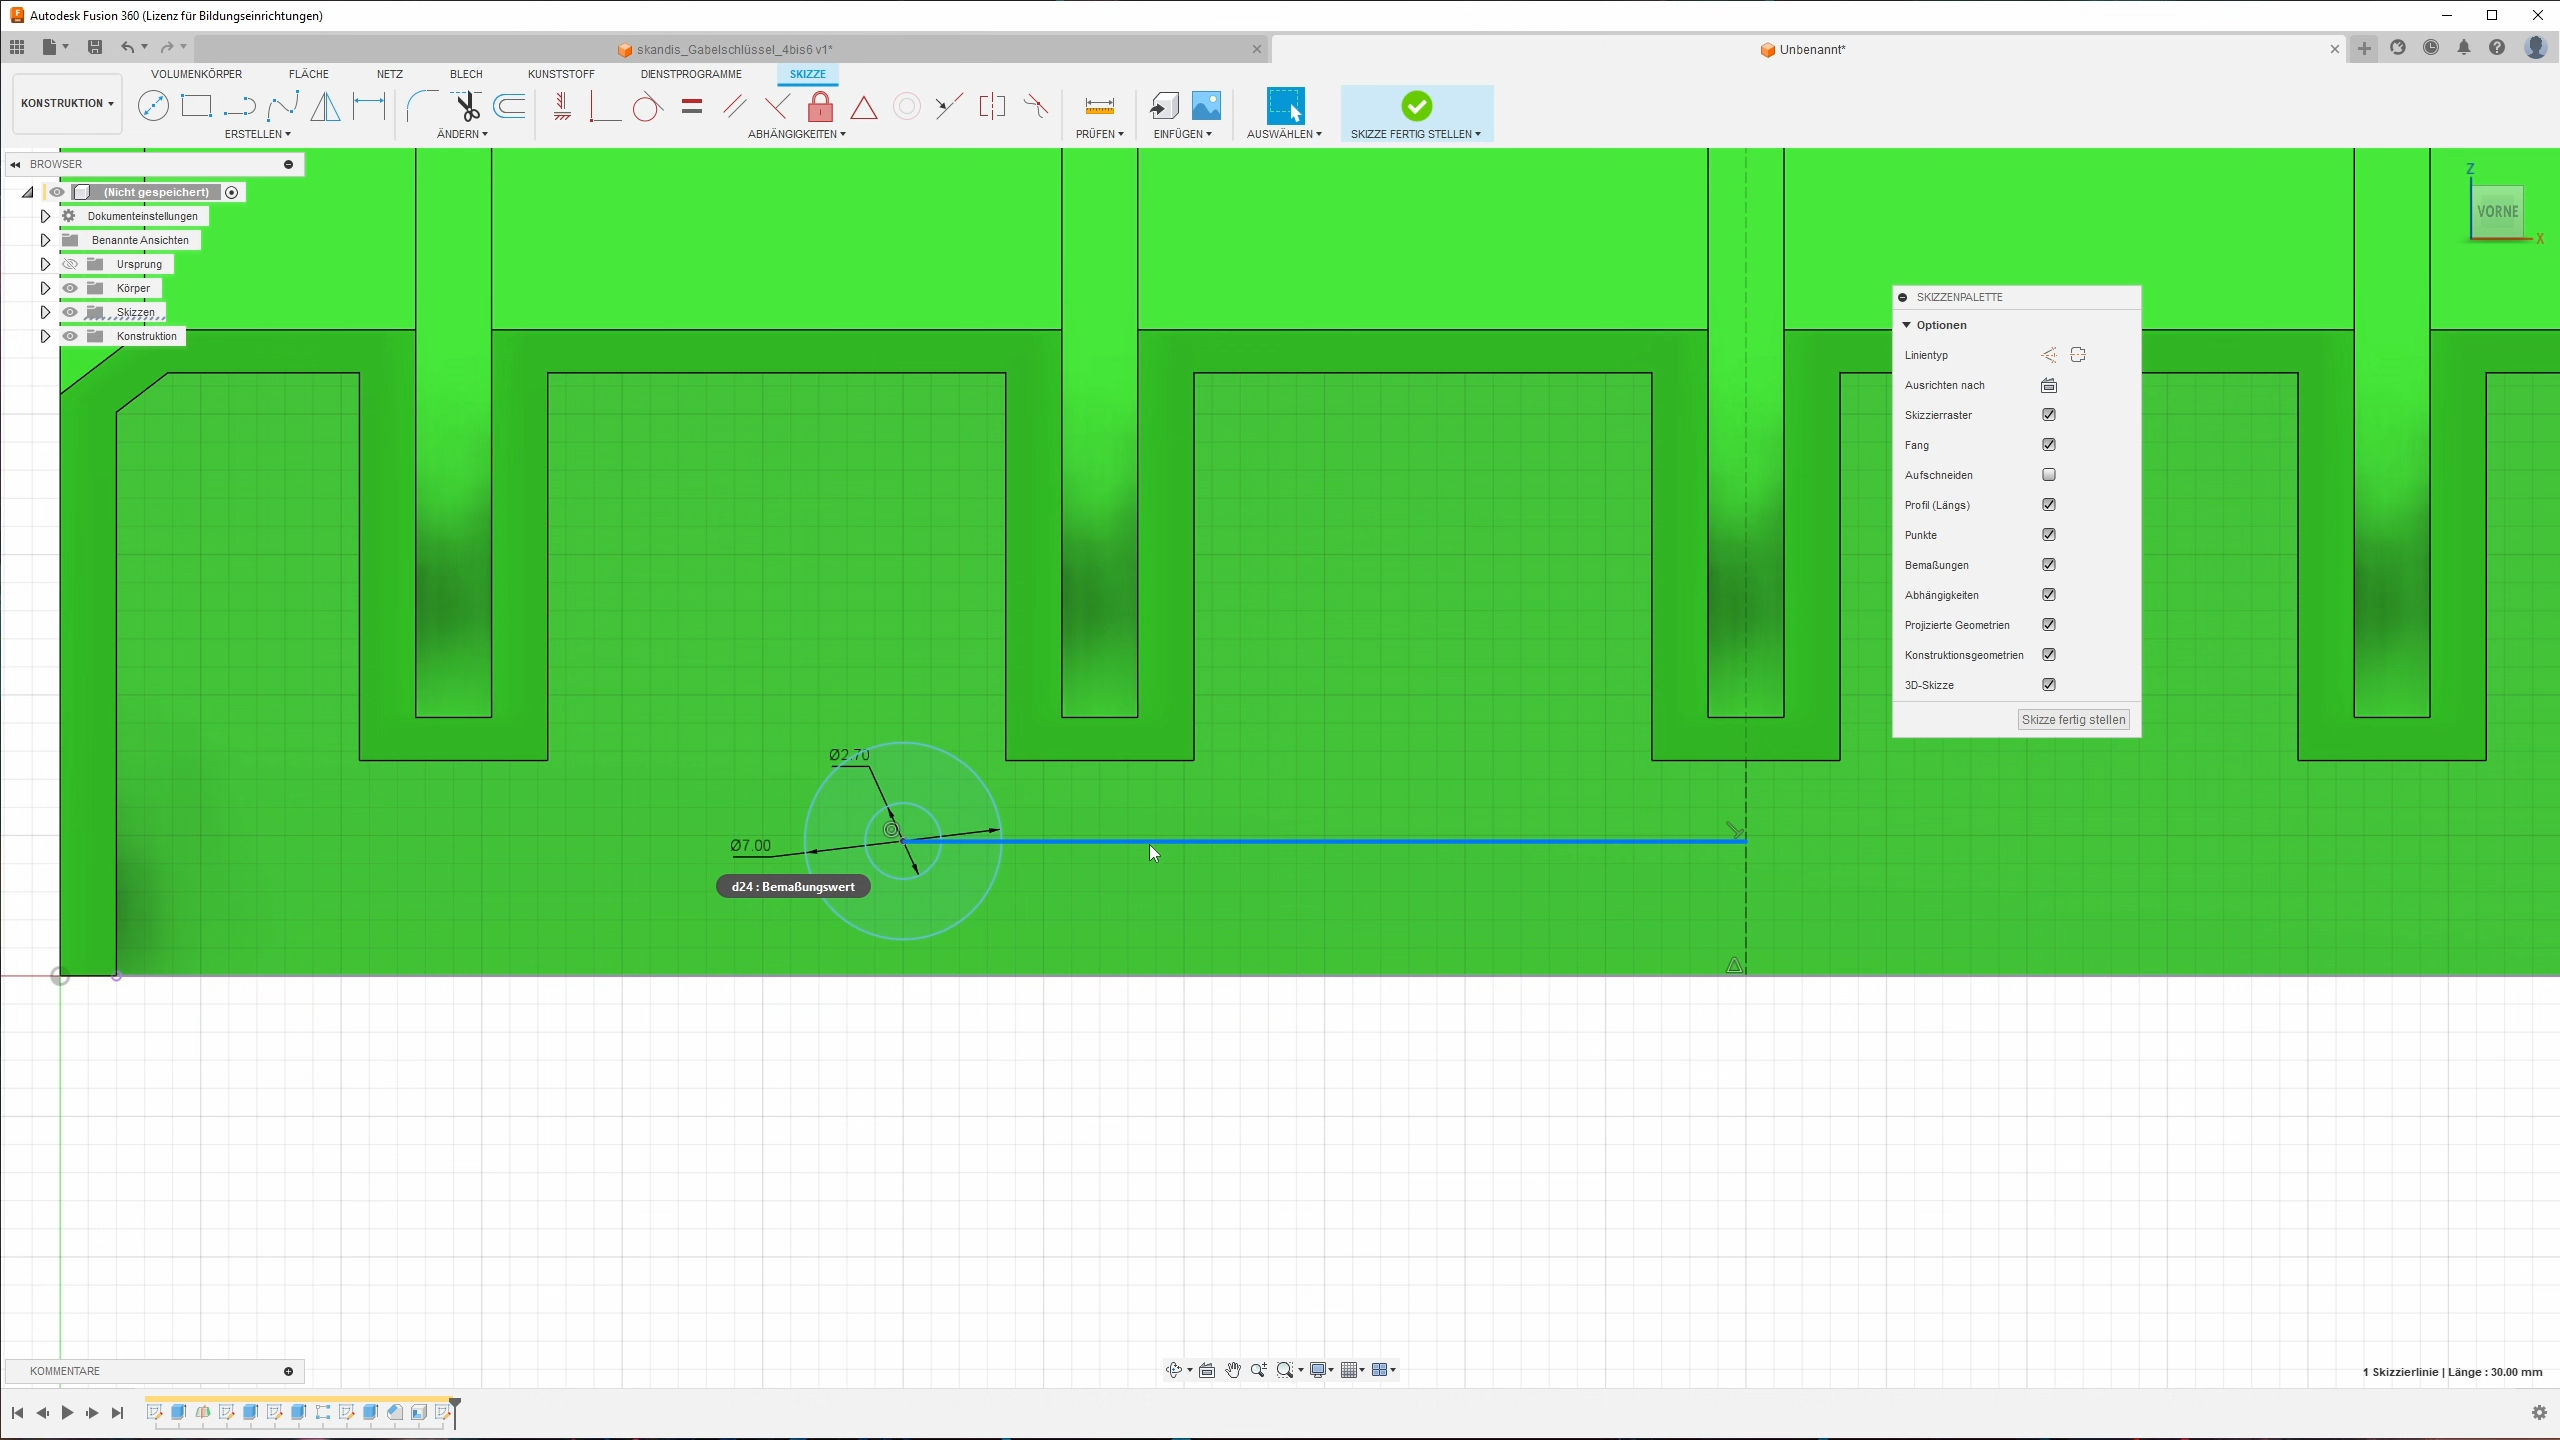 Autodesk Fusion 360 (Lizenz für Bildungseinrichtungen)
skandis_Gabelschlüssel_4bis6 v1*
Unbenannt*
VOLUMENKÖRPER FLÄCHE NETZ BLECH KUNSTSTOFF DIENSTPROGRAMME SKIZZE
KONSTRUKTION
ERSTELLEN ÄNDERN ABHÄNGIGKEITEN PRÜFEN EINFÜGEN AUSWÄHLEN SKIZZE FERTIG STELLEN
BROWSER
(Nicht gespeichert)
Dokumenteinstellungen
Benannte Ansichten
Ursprung
Körper
Skizzen
Konstruktion
Z
VORNE
X
SKIZZENPALETTE
Optionen
Linientyp
Ausrichten nach
Skizzierraster
Fang
Aufschneiden
Profil (Längs)
Punkte
Bemaßungen
Abhängigkeiten
Projizierte Geometrien
Konstruktionsgeometrien
3D-Skizze
Skizze fertig stellen
Ø2.70
Ø7.00
d24 : Bemaßungswert
KOMMENTARE
1 Skizzierlinie | Länge : 30.00 mm